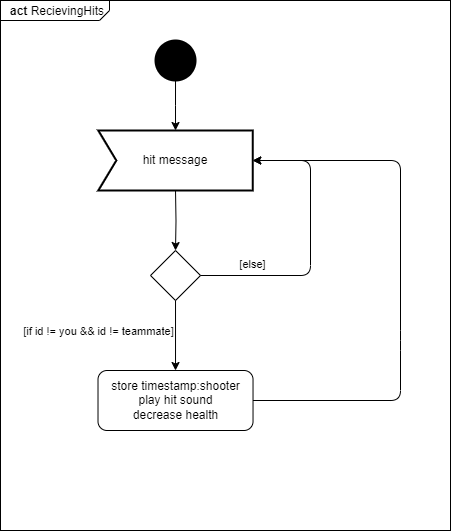 act RecievingHits
hit message
[else]
[if id != you && id != teammate]
store timestamp:shooter
play hit sound
decrease health